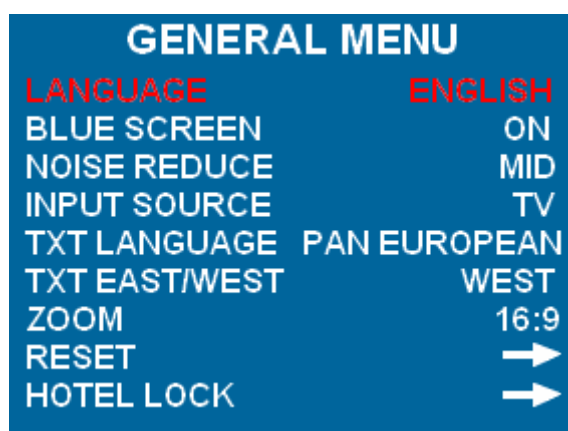 GENERAL MENU
LANGUAGE ENGLISH
BLUE SCREEN ON
NOISE REDUCE MID
INPUT SOURCE TV
TXT LANGUAGE PAN EUROPEAN
TXT EAST/WEST WEST
ZOOM 16:9
RESET
HOTEL LOCK